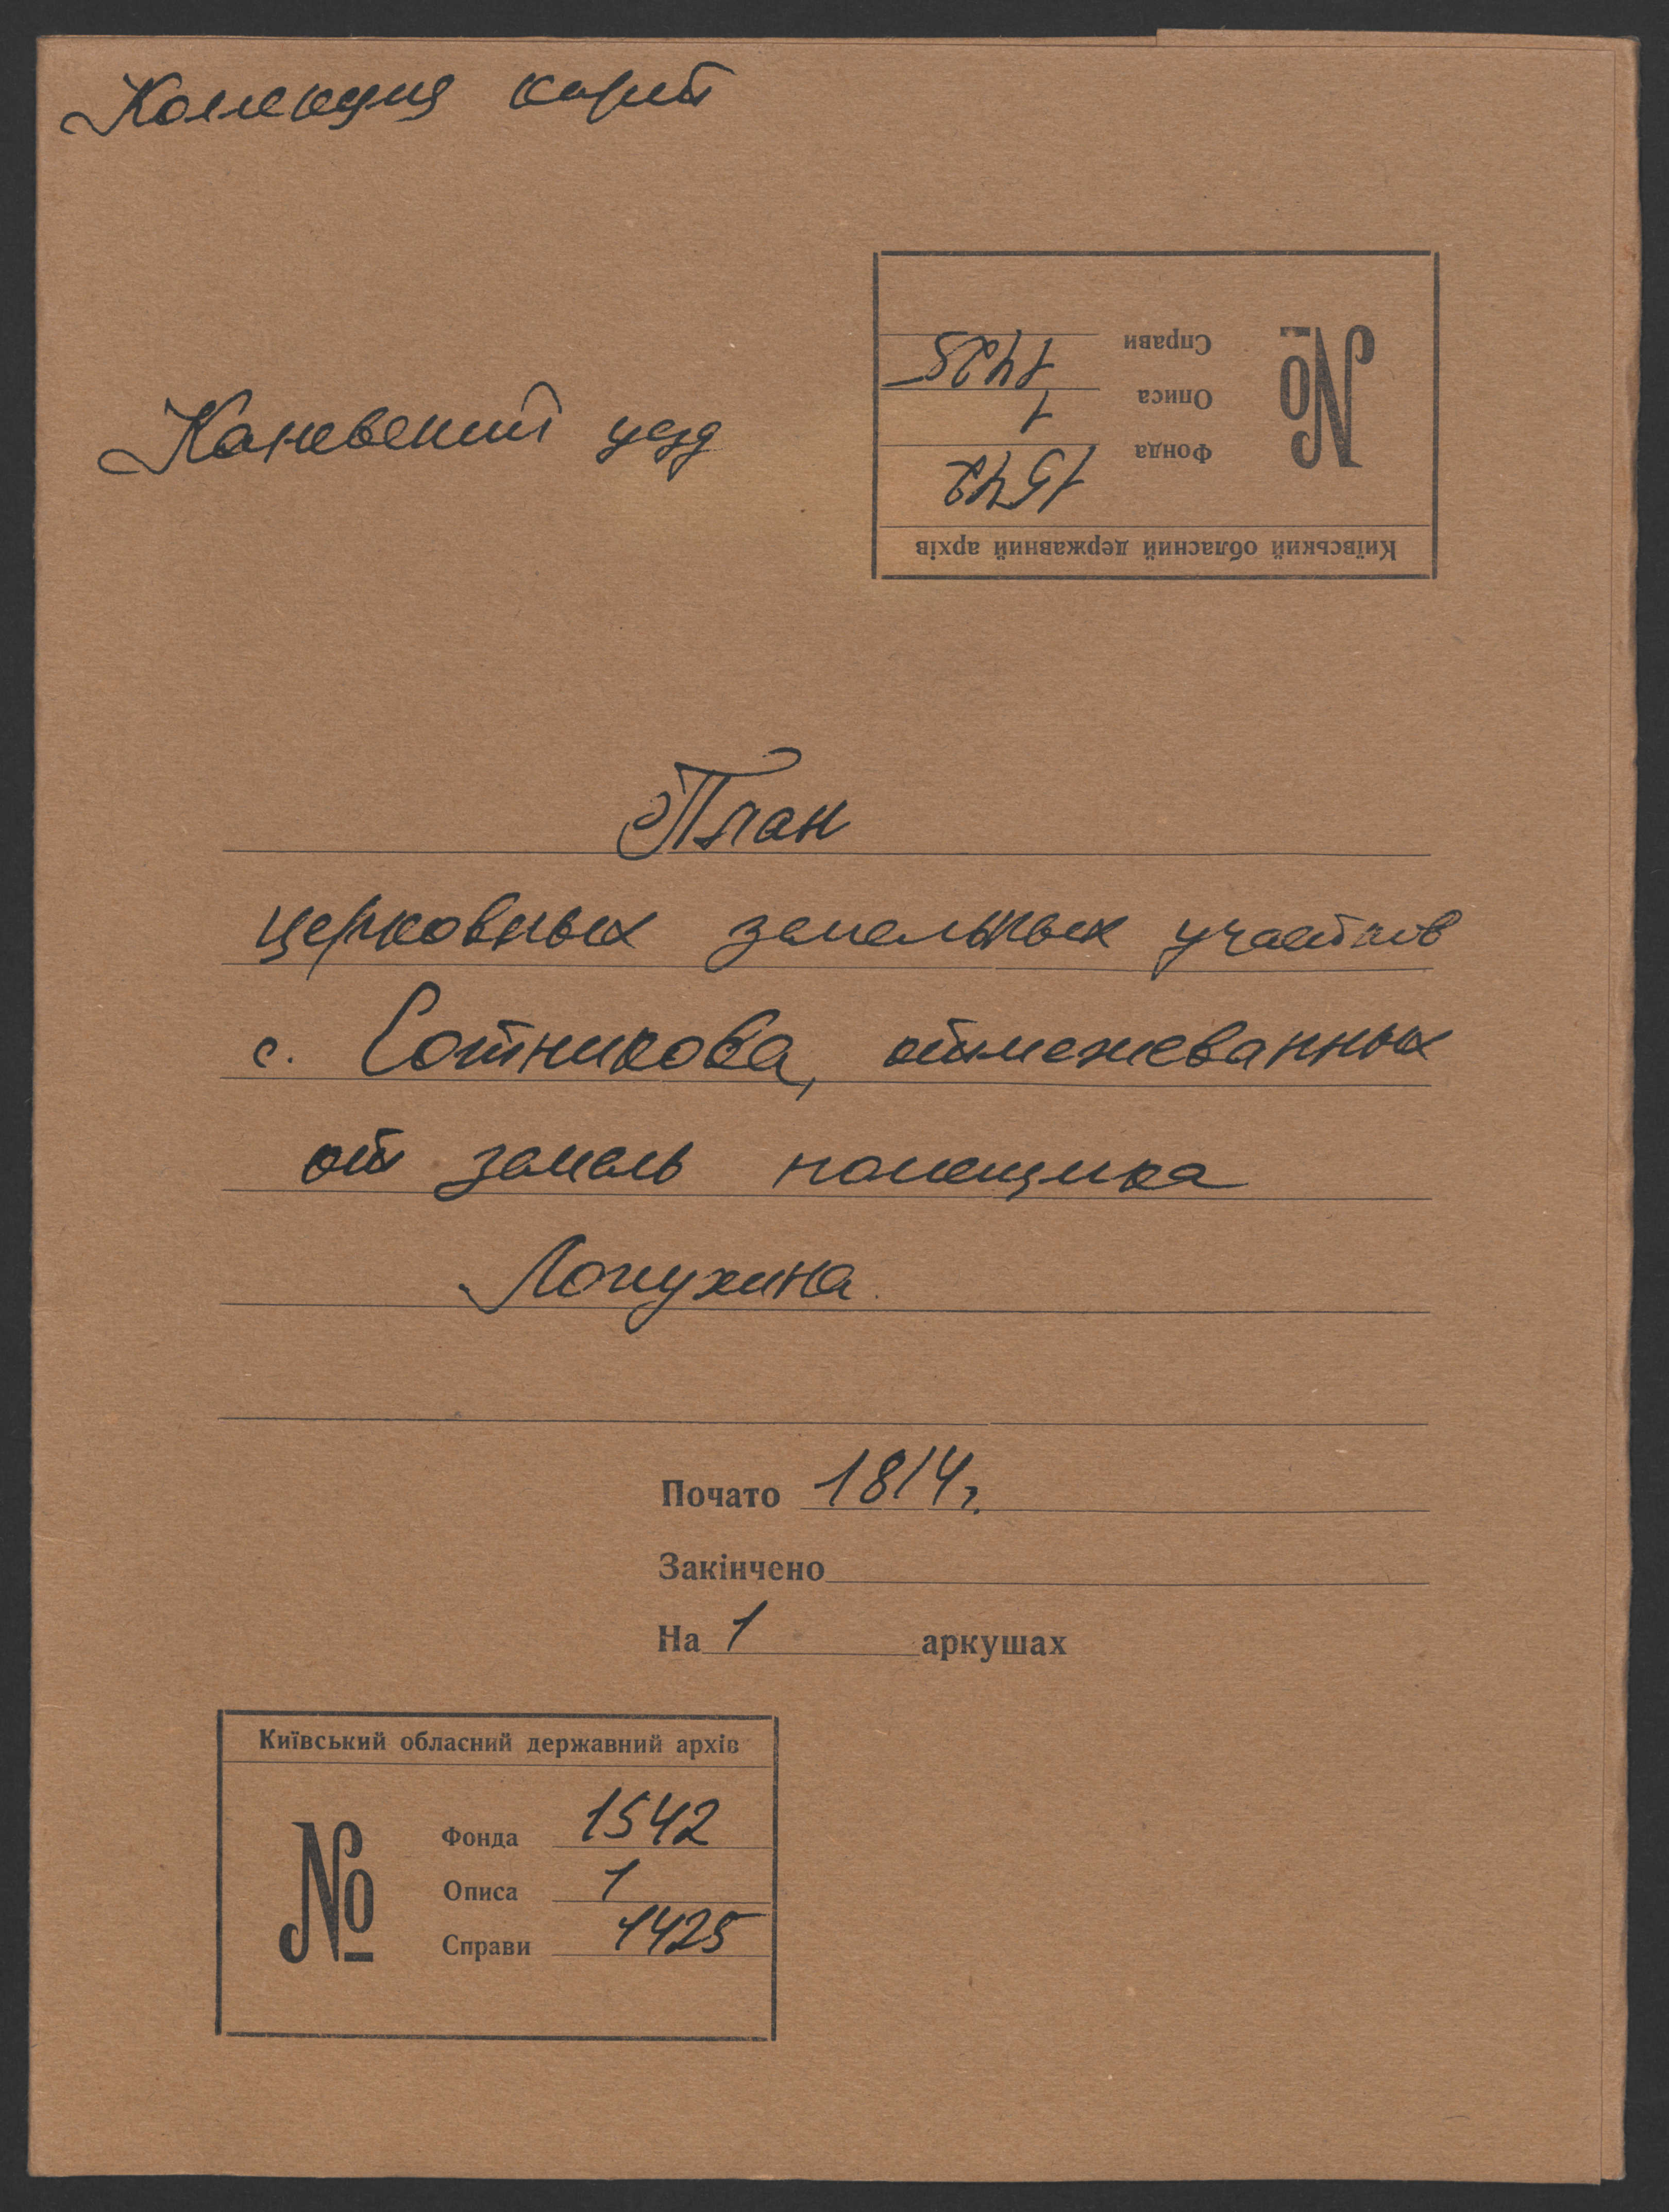 Коллекция карт
Справи 1425
Описа 1
Фонда 1542
№
Київський обласний державний архів
Каневский уезд
План
церковных земельных участков
с. Сотникова, отмежеванных
от земель помещика
Лопухина.
Почато 1814 г.
Закінчено
На 1 аркушах
Київський обласний державний архів
№
Фонда 1542
Описа 1
Справи 1425